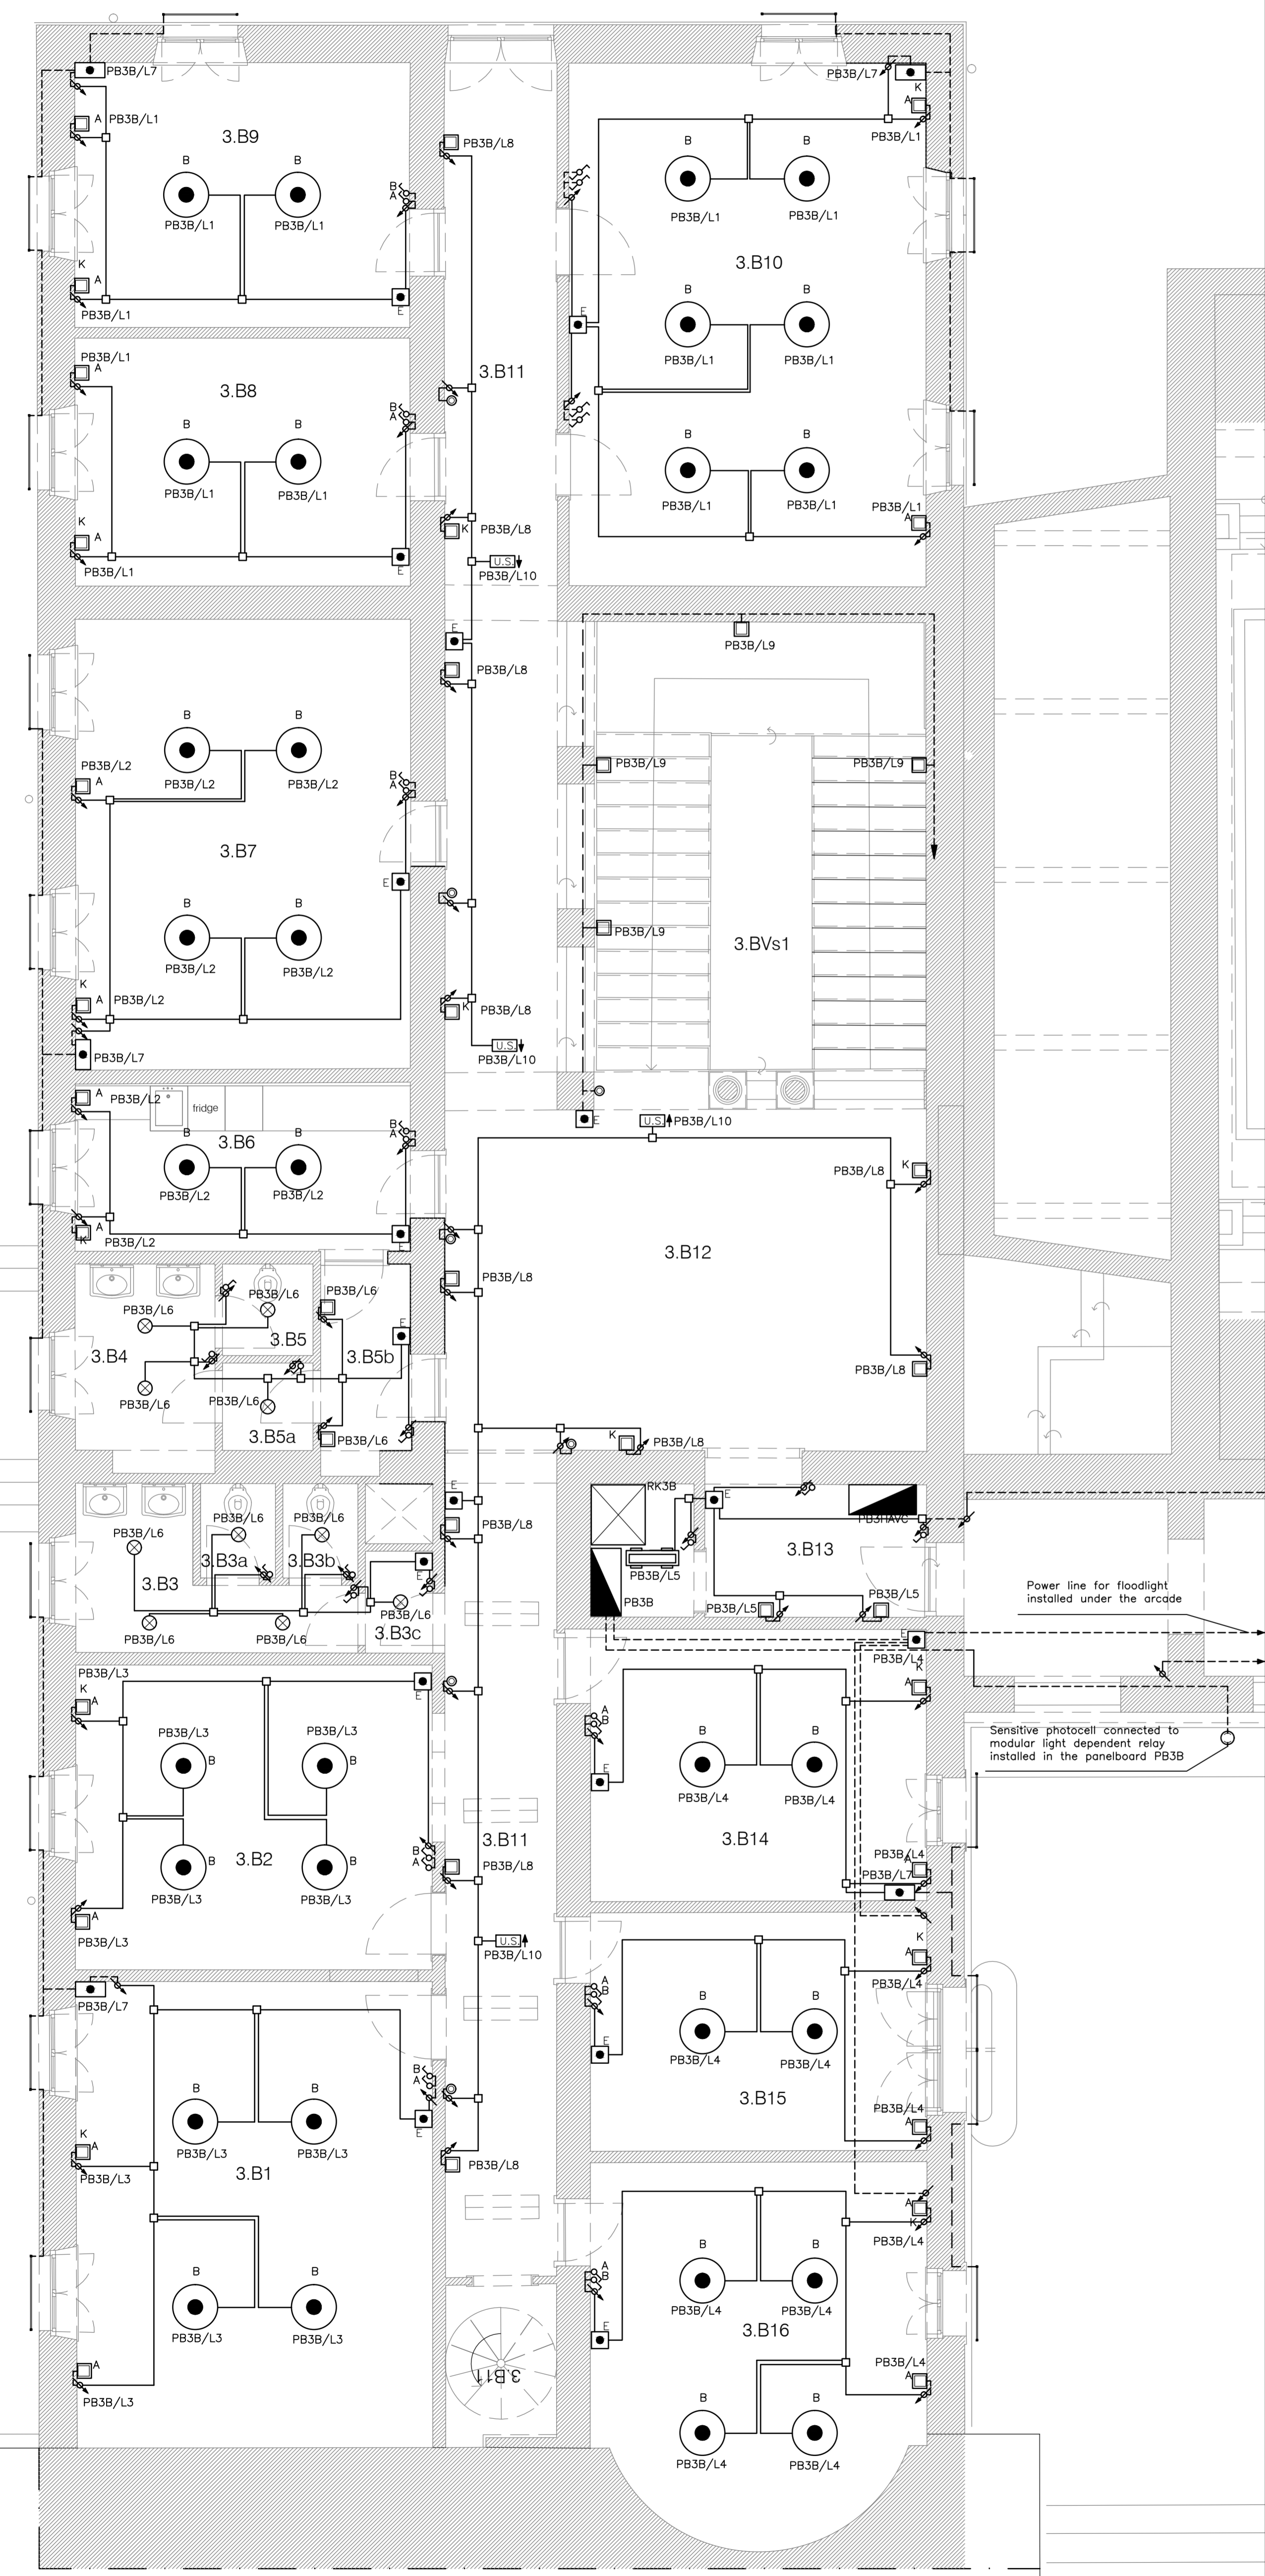 PB3B/L7
A PB3B/L1
3.B9
B B
PB3B/L1 PB3B/L1
B
A
K
A
PB3B/L1
E
PB3B/L8
PB3B/L7
K
A
PB3B/L1
B B
PB3B/L1 PB3B/L1
3.B10
B B
PB3B/L1 PB3B/L1
E
B B
PB3B/L1 PB3B/L1
PB3B/L1
A
PB3B/L1
A
3.B8
B B
PB3B/L1 PB3B/L1
B
A
K
A
PB3B/L1
E
3.B11
K PB3B/L8
U.S.
PB3B/L10
E
PB3B/L8
PB3B/L9
PB3B/L9 PB3B/L9
PB3B/L9
3.BVs1
B B
PB3B/L2 PB3B/L2
PB3B/L2
A
B
A
3.B7
E
B B
PB3B/L2 PB3B/L2
K
A PB3B/L2
PB3B/L7
K PB3B/L8
U.S.
PB3B/L10
E
U.S. PB3B/L10
A PB3B/L2
fridge
3.B6
B B
PB3B/L2 PB3B/L2
B
A
A
K PB3B/L2
E
PB3B/L8
K
3.B12
PB3B/L8
PB3B/L8
K PB3B/L8
PB3B/L6
PB3B/L6
PB3B/L6
3.B5
E
3.B4
3.B5b
PB3B/L6
PB3B/L6
3.B5a
PB3B/L6
E
PB3B/L8
RK3B
E
PB3HAVC
3.B13
PB3B/L5
PB3B
PB3B/L5 PB3B/L5
PB3B/L6
PB3B/L6 PB3B/L6
3.B3a 3.B3b
3.B3
E
PB3B/L6 PB3B/L6
PB3B/L6
3.B3c
Power line for floodlight
installed under the arcade
E
PB3B/L4
K
A
PB3B/L3
K
A
PB3B/L3 PB3B/L3
B B
E
B B
3.B2
PB3B/L3 PB3B/L3
B
A
A
PB3B/L3
A
B
E
B B
PB3B/L4 PB3B/L4
3.B14
PB3B/L4
A
PB3B/L7
Sensitive photocell connected to
modular light dependent relay
installed in the panelboard PB3B
3.B11
PB3B/L8
U.S.
PB3B/L10
K
A
PB3B/L4
A
B
E
B B
PB3B/L4 PB3B/L4
3.B15
PB3B/L4
A
PB3B/L7
B B
PB3B/L3 PB3B/L3
B
A
E
K
A
PB3B/L3
3.B1
B B
PB3B/L3 PB3B/L3
A
PB3B/L3
PB3B/L8
3.B11
A
K
PB3B/L4
A
B
E
B B
PB3B/L4 PB3B/L4
3.B16
PB3B/L4
A
B B
PB3B/L4 PB3B/L4